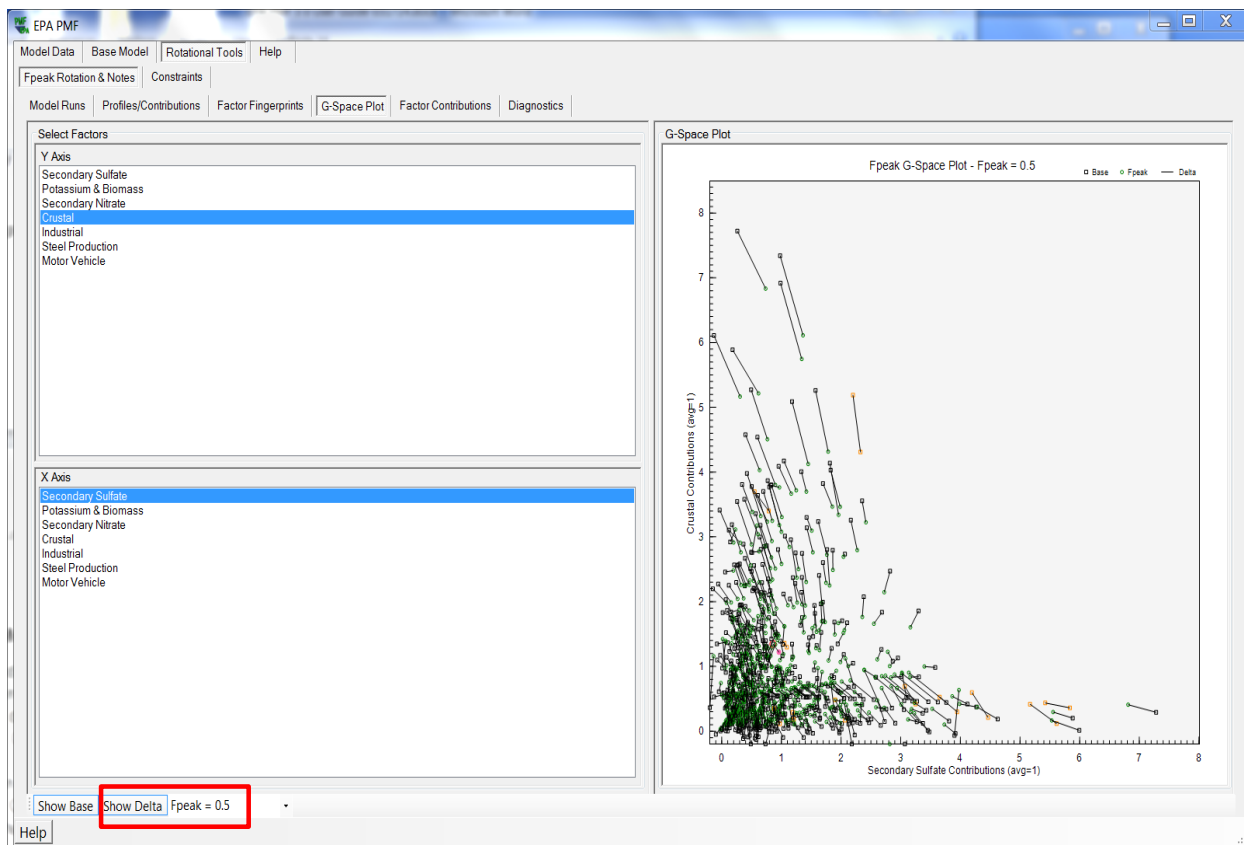 EPA PMF
Model Data Base Model Rotational Tools Help
Fpeak Rotation & Notes Constraints
Model Runs Profiles/Contributions Factor Fingerprints G-Space Plot Factor Contributions Diagnostics
Select Factors
Y Axis
Secondary Sulfate
Potassium & Biomass
Secondary Nitrate
Crustal
Industrial
Steel Production
Motor Vehicle
X Axis
Secondary Sulfate
Potassium & Biomass
Secondary Nitrate
Crustal
Industrial
Steel Production
Motor Vehicle
G-Space Plot
Fpeak G-Space Plot - Fpeak = 0.5
Base Fpeak Delta
8
7
6
5
4
3
2
1
0
Crustal Contributions (avg=1)
0 1 2 3 4 5 6 7 8
Secondary Sulfate Contributions (avg=1)
Show Base Show Delta Fpeak = 0.5
Help